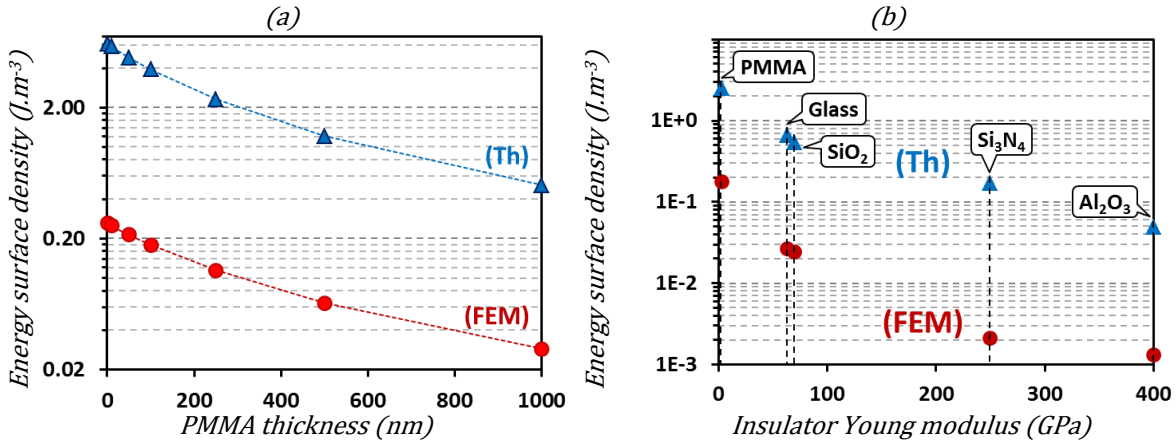 (a)
Energy surface density (J.m-3)
2.00
0.20
0.02
(Th)
(FEM)
0 200 400 600 800 1000
PMMA thickness (nm)
(b)
Energy surface density (J.m-3)
1E+0
1E-1
1E-2
1E-3
PMMA
Glass
SiO2
Si3N4
Al2O3
(Th)
(FEM)
0 100 200 300 400
Insulator Young modulus (GPa)